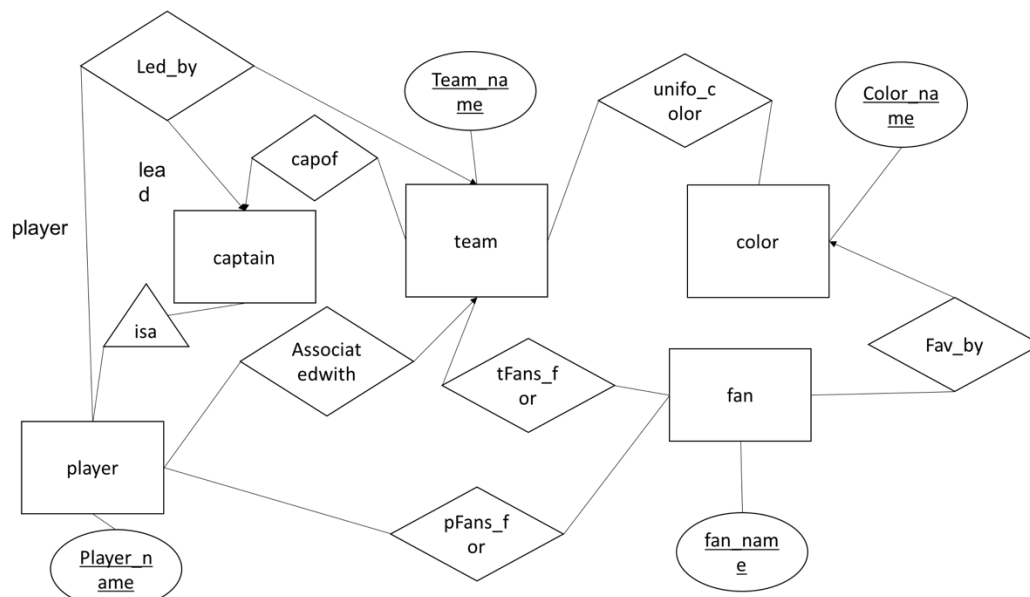 Led_by
Team_na
me
unifo_c
olor
Color_na
me
capof
lea
d
player
captain
team
color
isa
Associat
edwith
tFans_f
or
fan
Fav_by
player
pFans_f
or
fan_nam
e
Player_n
ame